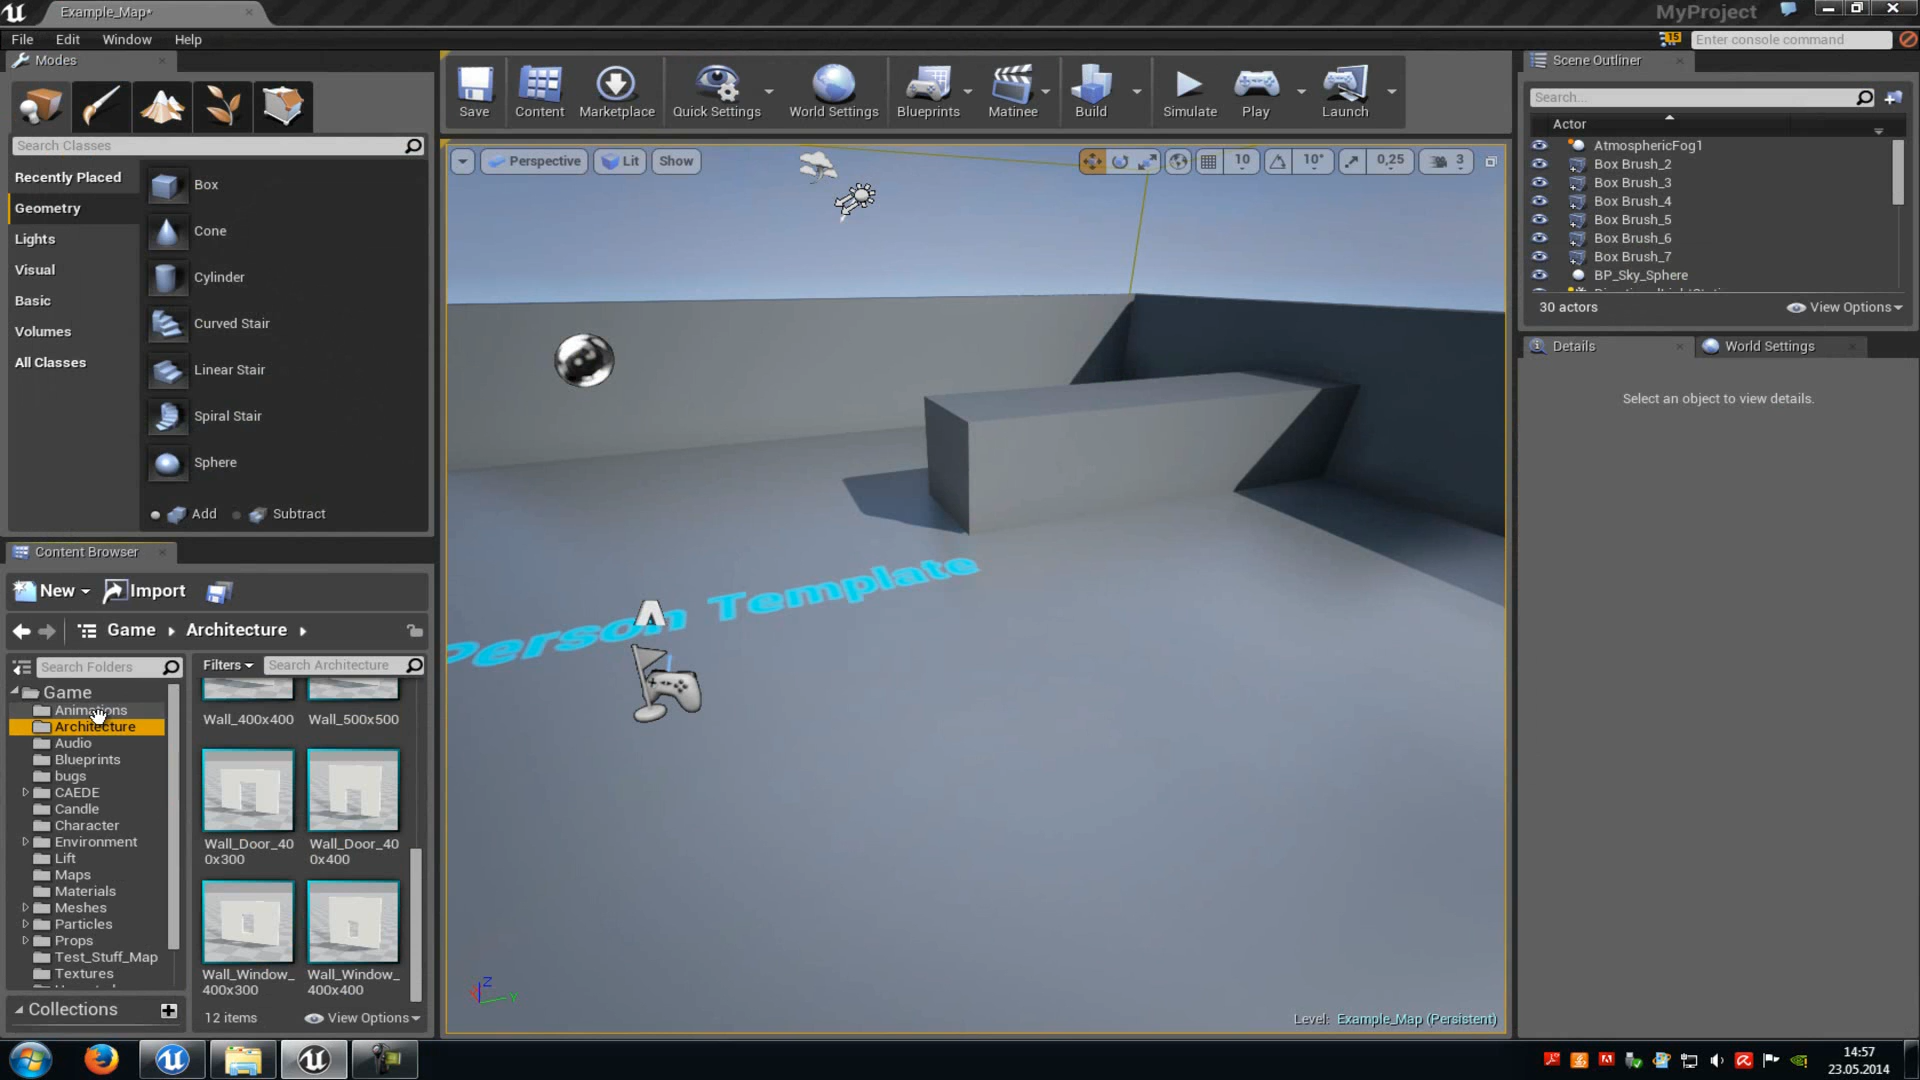 Example_Map*
MyProject
File Edit Window Help
15 Enter console command
Modes
Search Classes
Recently Placed
Geometry
Lights
Visual
Basic
Volumes
All Classes
Box
Cone
Cylinder
Curved Stair
Linear Stair
Spiral Stair
Sphere
Add Subtract
Save Content Marketplace Quick Settings World Settings Blueprints Matinee Build Simulate Play Launch
Perspective Lit Show
10 10° 0,25 3
Person Template
Z
Y
Level: Example_Map (Persistent)
Scene Outliner
Search...
Actor
AtmosphericFog1
Box Brush_2
Box Brush_3
Box Brush_4
Box Brush_5
Box Brush_6
Box Brush_7
BP_Sky_Sphere
30 actors View Options
Details World Settings
Select an object to view details.
Content Browser
New Import
Game Architecture
Search Folders
Game
Animations
Architecture
Audio
Blueprints
bugs
CAEDE
Candle
Character
Environment
Lift
Maps
Materials
Meshes
Particles
Props
Test_Stuff_Map
Textures
Collections
Filters Search Architecture
Wall_400x400 Wall_500x500
Wall_Door_40 Wall_Door_40
0x300 0x400
Wall_Window_ Wall_Window_
400x300 400x400
12 items View Options
14:57
23.05.2014